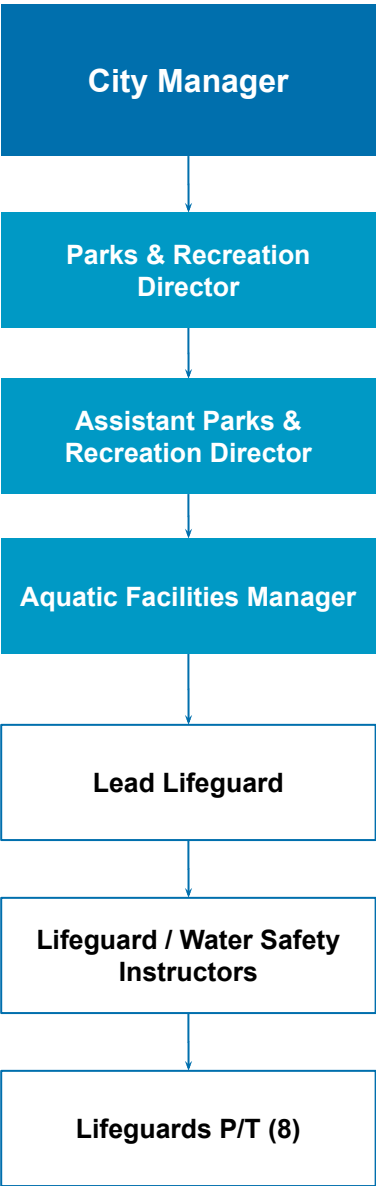 City Manager
Parks & Recreation
Director
Assistant Parks &
Recreation Director
Aquatic Facilities Manager
Lead Lifeguard
Lifeguard / Water Safety
Instructors
Lifeguards P/T (8)